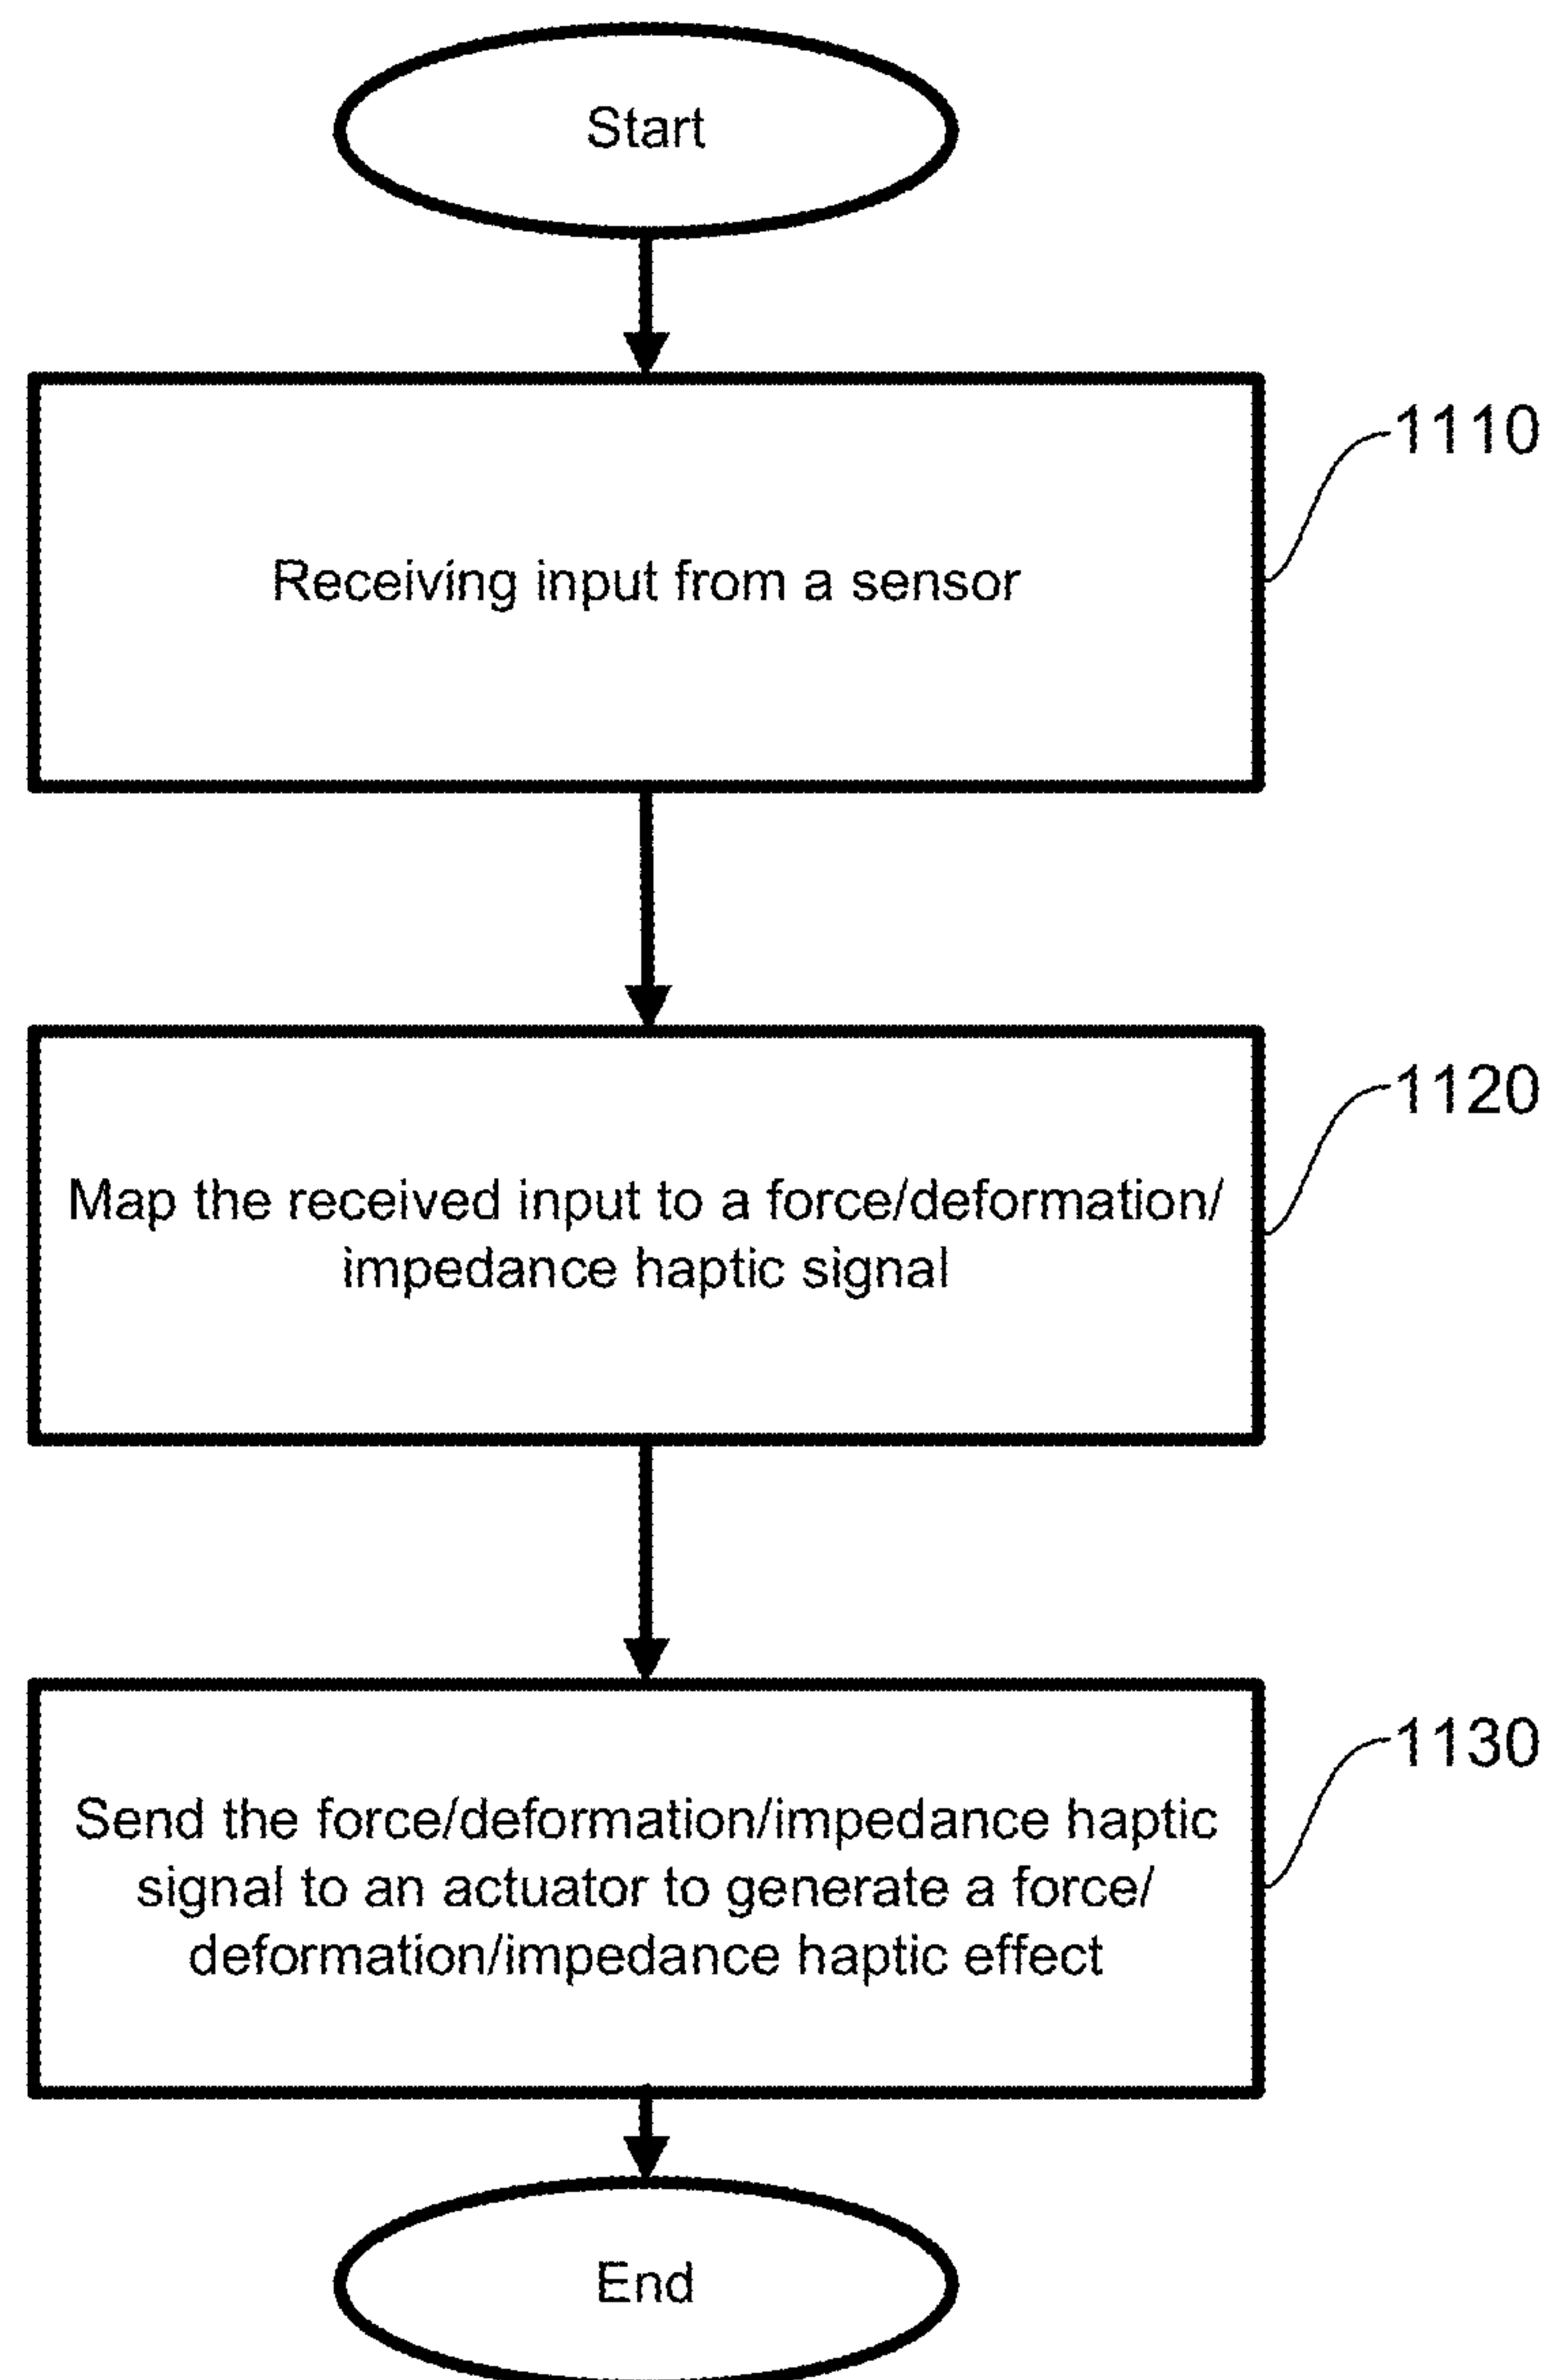 Start
1110
Receiving input from a sensor
1120
Map the received input to a force/deformation/
impedance haptic signal
1130
Send the force/deformation/impedance haptic
signal to an actuator to generate a force/
deformation/impedance haptic effect
End